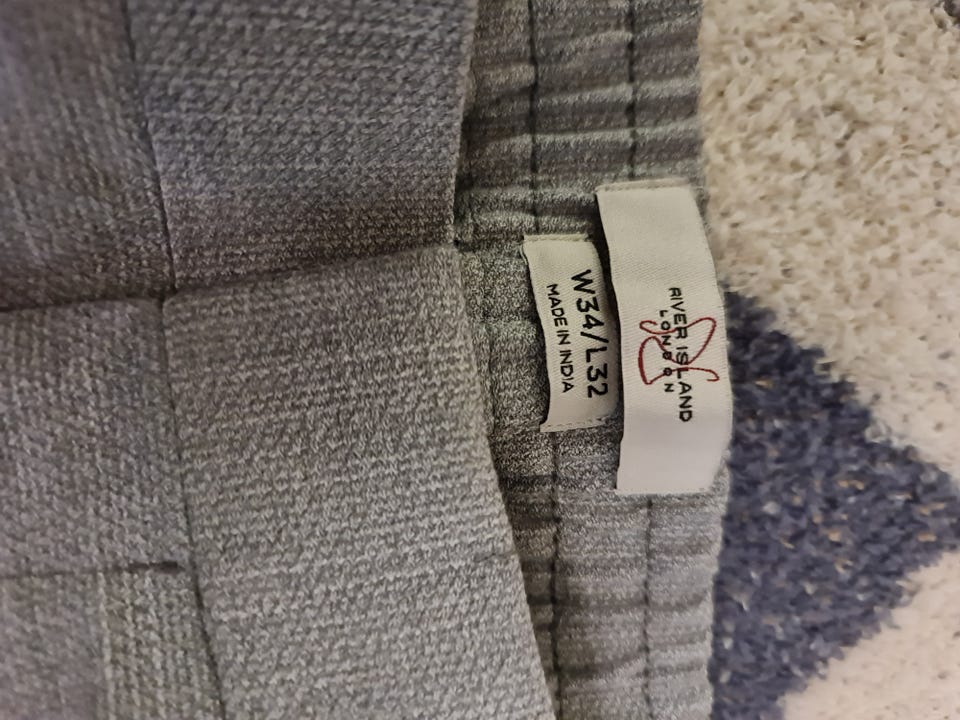 RIVER ISLAND
LONDON
W34/L32
MADE IN INDIA